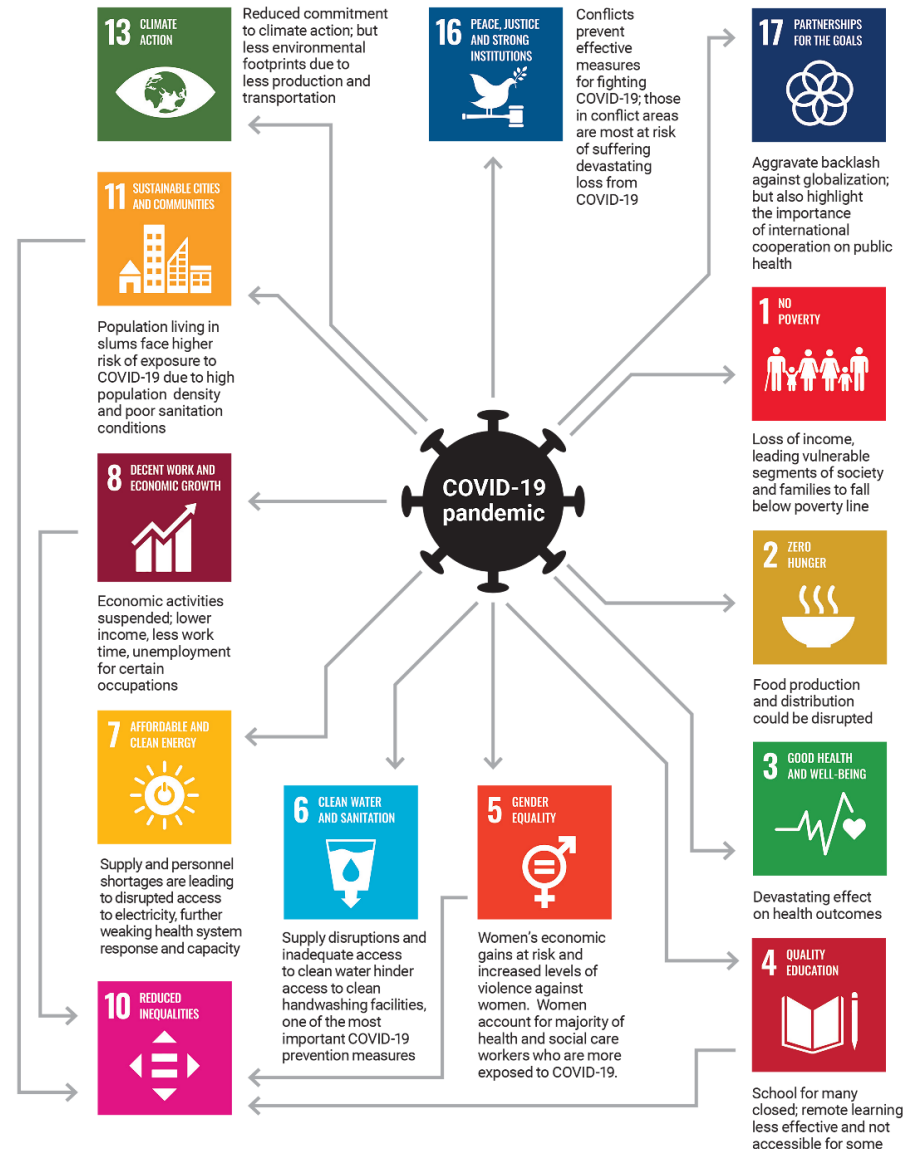 13 CLIMATE
ACTION
Reduced commitment
to climate action; but
less environmental
footprints due to
less production and
transportation
16 PEACE, JUSTICE
AND STRONG
INSTITUTIONS
Conflicts
prevent
effective
measures
for fighting
COVID-19; those
in conflict areas
are most at risk
of suffering
devastating
loss from
COVID-19
17 PARTNERSHIPS
FOR THE GOALS
Aggravate backlash
against globalization;
but also highlight
the importance
of international
cooperation on public
health
11 SUSTAINABLE CITIES
AND COMMUNITIES
Population living in
slums face higher
risk of exposure to
COVID-19 due to high
population density
and poor sanitation
conditions
1 NO
POVERTY
Loss of income,
leading vulnerable
segments of society
and families to fall
below poverty line
COVID-19
pandemic
8 DECENT WORK AND
ECONOMIC GROWTH
Economic activities
suspended; lower
income, less work
time, unemployment
for certain
occupations
2 ZERO
HUNGER
Food production
and distribution
could be disrupted
7 AFFORDABLE AND
CLEAN ENERGY
Supply and personnel
shortages are leading
to disrupted access
to electricity, further
weaking health system
response and capacity
6 CLEAN WATER
AND SANITATION
Supply disruptions and
inadequate access
to clean water hinder
access to clean
handwashing facilities,
one of the most
important COVID-19
prevention measures
5 GENDER
EQUALITY
Women's economic
gains at risk and
increased levels of
violence against
women. Women
account for majority of
health and social care
workers who are more
exposed to COVID-19.
3 GOOD HEALTH
AND WELL-BEING
Devastating effect
on health outcomes
10 REDUCED
INEQUALITIES
4 QUALITY
EDUCATION
School for many
closed; remote learning
less effective and not
accessible for some